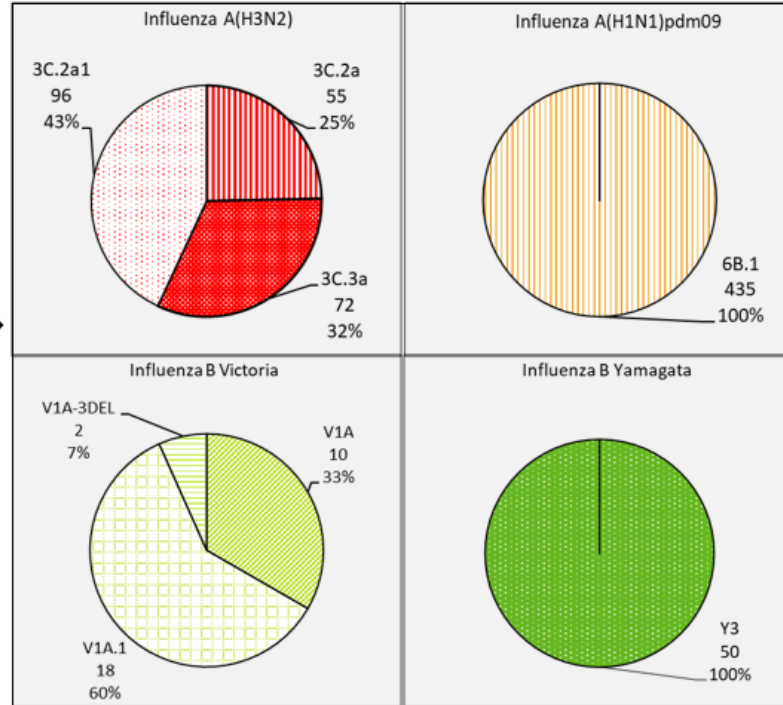 Influenza A(H3N2)
3C.2a1
96
43%
3C.2a
55
25%
3C.3a
72
32%
Influenza A(H1N1)pdm09
6B.1
435
100%
Influenza B Victoria
V1A-3DEL
2
7%
V1A
10
33%
V1A.1
18
60%
Influenza B Yamagata
Y3
50
100%